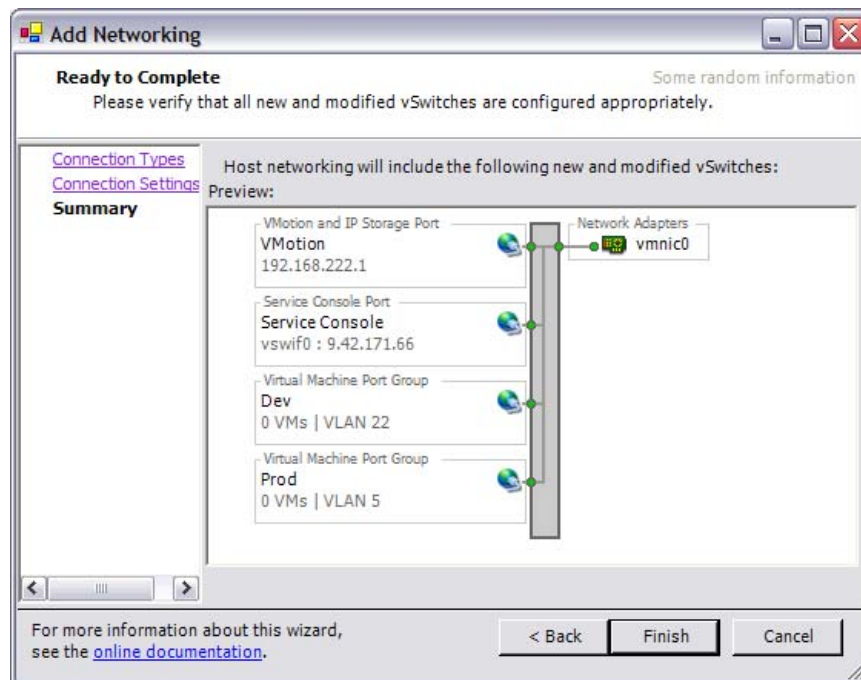 Add Networking
Ready to Complete
Some random information
Please verify that all new and modified vSwitches are configured appropriately.
Connection Types
Connection Settings
Summary
Host networking will include the following new and modified vSwitches:
Preview:
VMotion and IP Storage Port
VMotion
192.168.222.1
Network Adapters
vmnic0
Service Console Port
Service Console
vswif0 : 9.42.171.66
Virtual Machine Port Group
Dev
0 VMs | VLAN 22
Virtual Machine Port Group
Prod
0 VMs | VLAN 5
For more information about this wizard,
see the online documentation.
< Back
Finish
Cancel